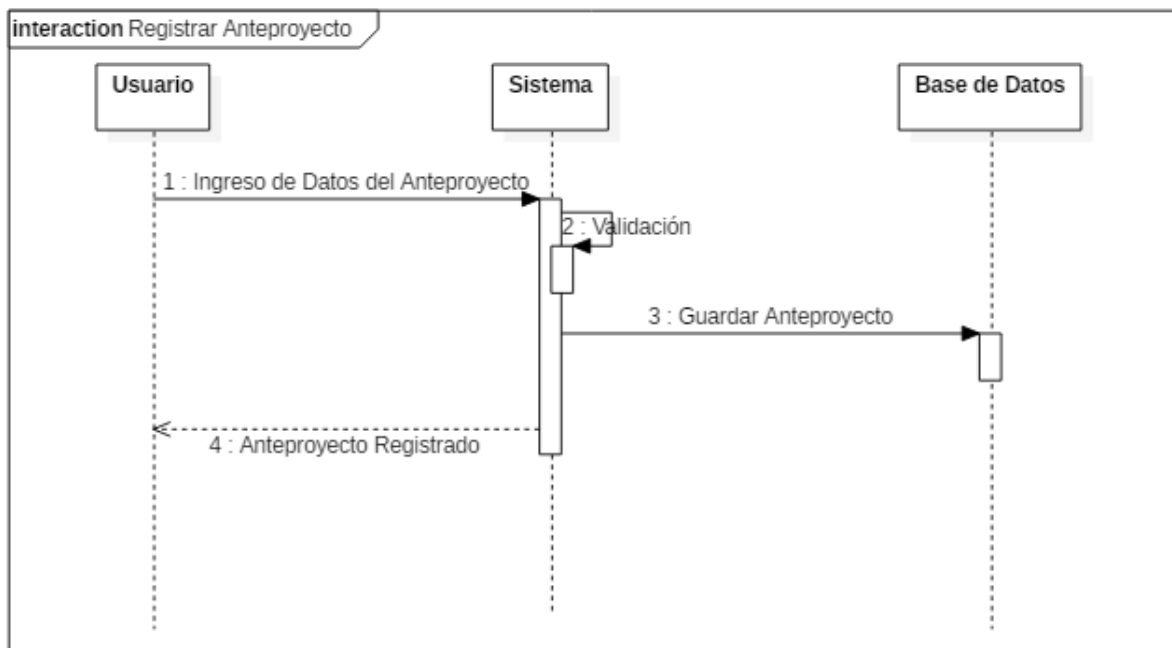 interaction Registrar Anteproyecto
Usuario
Sistema
Base de Datos
1 : Ingreso de Datos del Anteproyecto
2 : Validación
3 : Guardar Anteproyecto
4 : Anteproyecto Registrado